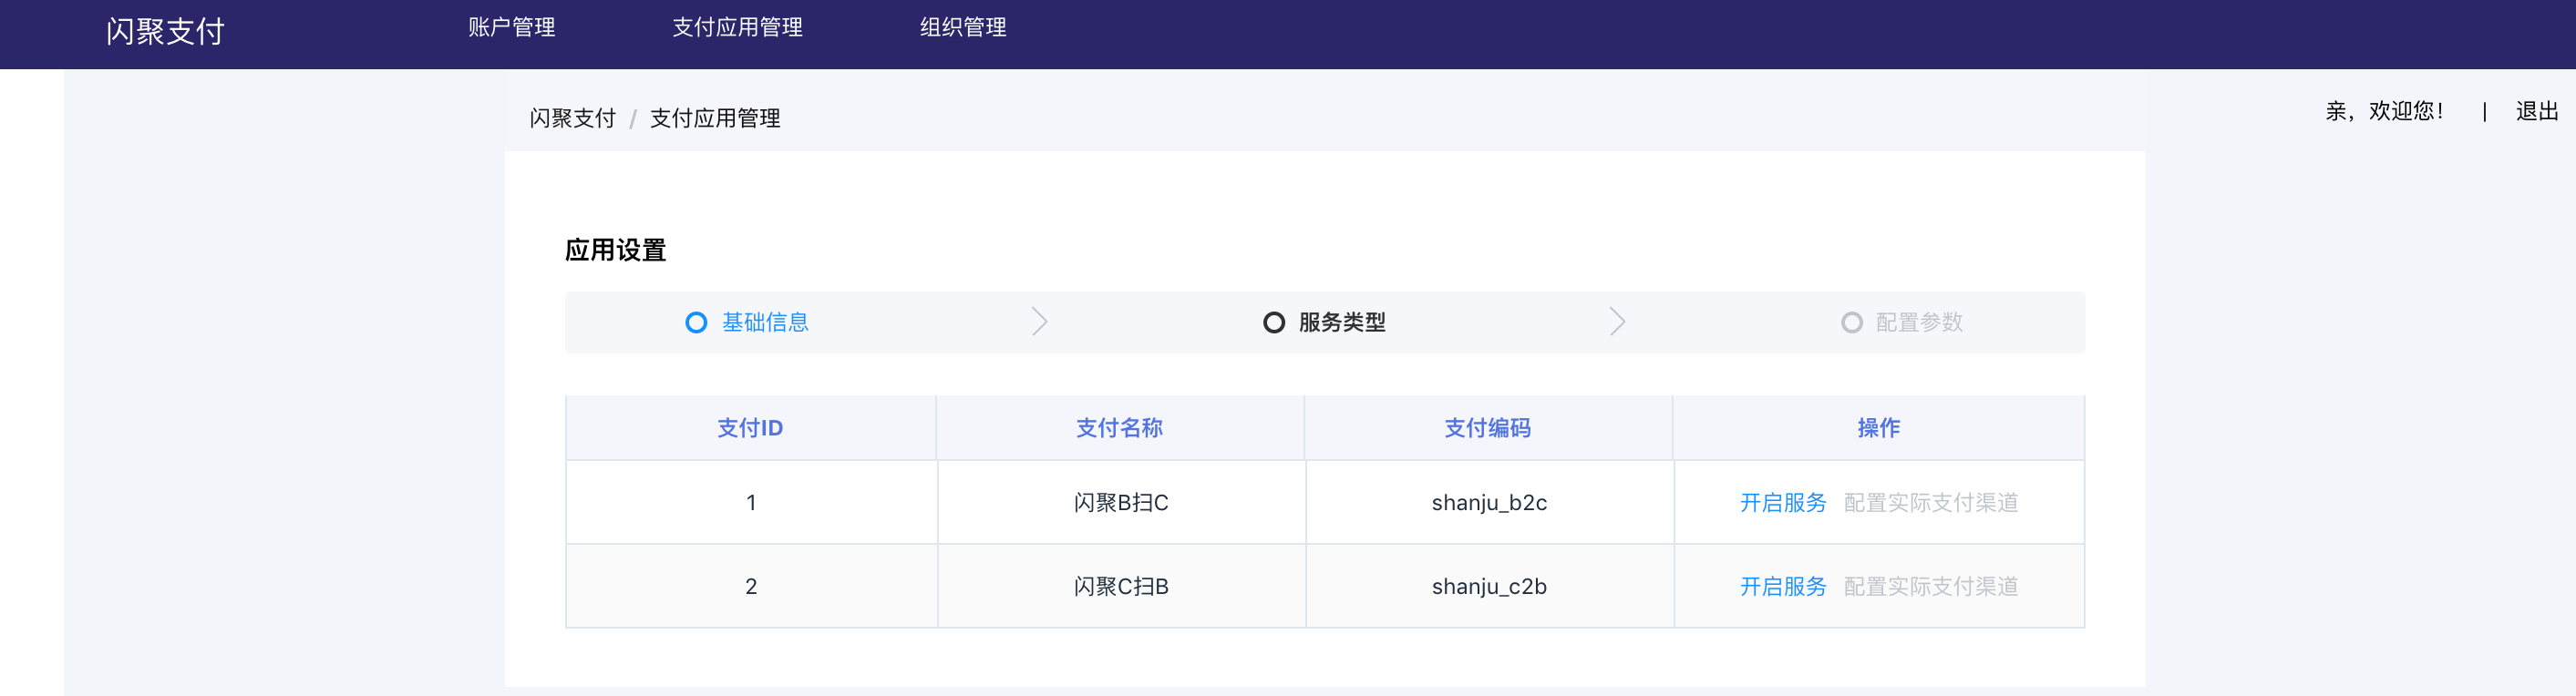 闪聚支付 账户管理 支付应用管理 组织管理
闪聚支付 / 支付应用管理 亲，欢迎您！ | 退出
应用设置
基础信息 服务类型 配置参数
支付ID 支付名称 支付编码 操作
1 闪聚B扫C shanju_b2c 开启服务 配置实际支付渠道
2 闪聚C扫B shanju_c2b 开启服务 配置实际支付渠道